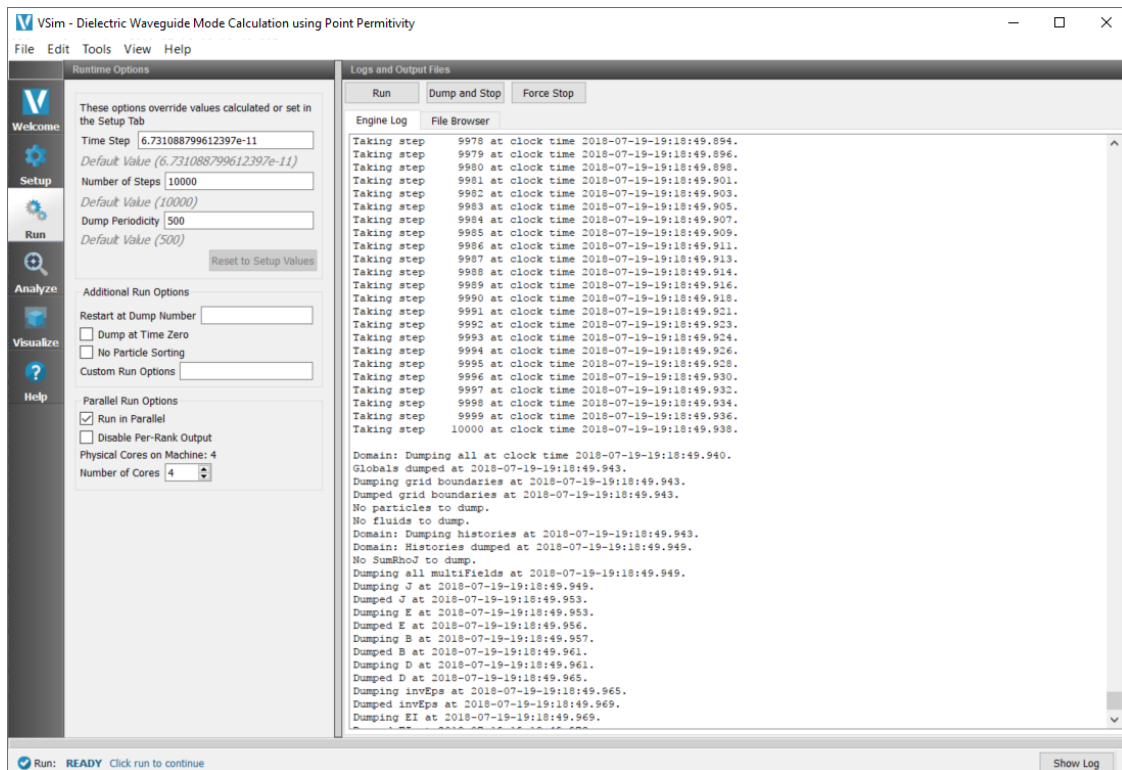 VSim - Dielectric Waveguide Mode Calculation using Point Permitivity
File Edit Tools View Help
Welcome
Setup
Run
Analyze
Visualize
Help
Runtime Options
These options override values calculated or set in
the Setup Tab
Time Step 6.731088799612397e-11
Default Value (6.731088799612397e-11)
Number of Steps 10000
Default Value (10000)
Dump Periodicity 500
Default Value (500)
Reset to Setup Values
Additional Run Options
Restart at Dump Number
Dump at Time Zero
No Particle Sorting
Custom Run Options
Parallel Run Options
Run in Parallel
Disable Per-Rank Output
Physical Cores on Machine: 4
Number of Cores 4
Logs and Output Files
Run Dump and Stop Force Stop
Engine Log File Browser
Taking step 9978 at clock time 2018-07-19-19:18:49.894.
Taking step 9979 at clock time 2018-07-19-19:18:49.896.
Taking step 9980 at clock time 2018-07-19-19:18:49.898.
Taking step 9981 at clock time 2018-07-19-19:18:49.901.
Taking step 9982 at clock time 2018-07-19-19:18:49.903.
Taking step 9983 at clock time 2018-07-19-19:18:49.905.
Taking step 9984 at clock time 2018-07-19-19:18:49.907.
Taking step 9985 at clock time 2018-07-19-19:18:49.909.
Taking step 9986 at clock time 2018-07-19-19:18:49.911.
Taking step 9987 at clock time 2018-07-19-19:18:49.913.
Taking step 9988 at clock time 2018-07-19-19:18:49.914.
Taking step 9989 at clock time 2018-07-19-19:18:49.916.
Taking step 9990 at clock time 2018-07-19-19:18:49.918.
Taking step 9991 at clock time 2018-07-19-19:18:49.921.
Taking step 9992 at clock time 2018-07-19-19:18:49.923.
Taking step 9993 at clock time 2018-07-19-19:18:49.924.
Taking step 9994 at clock time 2018-07-19-19:18:49.926.
Taking step 9995 at clock time 2018-07-19-19:18:49.928.
Taking step 9996 at clock time 2018-07-19-19:18:49.930.
Taking step 9997 at clock time 2018-07-19-19:18:49.932.
Taking step 9998 at clock time 2018-07-19-19:18:49.934.
Taking step 9999 at clock time 2018-07-19-19:18:49.936.
Taking step 10000 at clock time 2018-07-19-19:18:49.938.
Domain: Dumping all at clock time 2018-07-19-19:18:49.940.
Globals dumped at 2018-07-19-19:18:49.943.
Dumping grid boundaries at 2018-07-19-19:18:49.943.
Dumped grid boundaries at 2018-07-19-19:18:49.943.
No particles to dump.
No fluids to dump.
Domain: Dumping histories at 2018-07-19-19:18:49.943.
Domain: Histories dumped at 2018-07-19-19:18:49.949.
No SumRhoJ to dump.
Dumping all multiFields at 2018-07-19-19:18:49.949.
Dumping J at 2018-07-19-19:18:49.949.
Dumped J at 2018-07-19-19:18:49.953.
Dumping E at 2018-07-19-19:18:49.953.
Dumped E at 2018-07-19-19:18:49.956.
Dumping B at 2018-07-19-19:18:49.957.
Dumped B at 2018-07-19-19:18:49.961.
Dumping D at 2018-07-19-19:18:49.961.
Dumped D at 2018-07-19-19:18:49.965.
Dumping invEps at 2018-07-19-19:18:49.965.
Dumped invEps at 2018-07-19-19:18:49.969.
Dumping EI at 2018-07-19-19:18:49.969.
Run: READY Click run to continue
Show Log